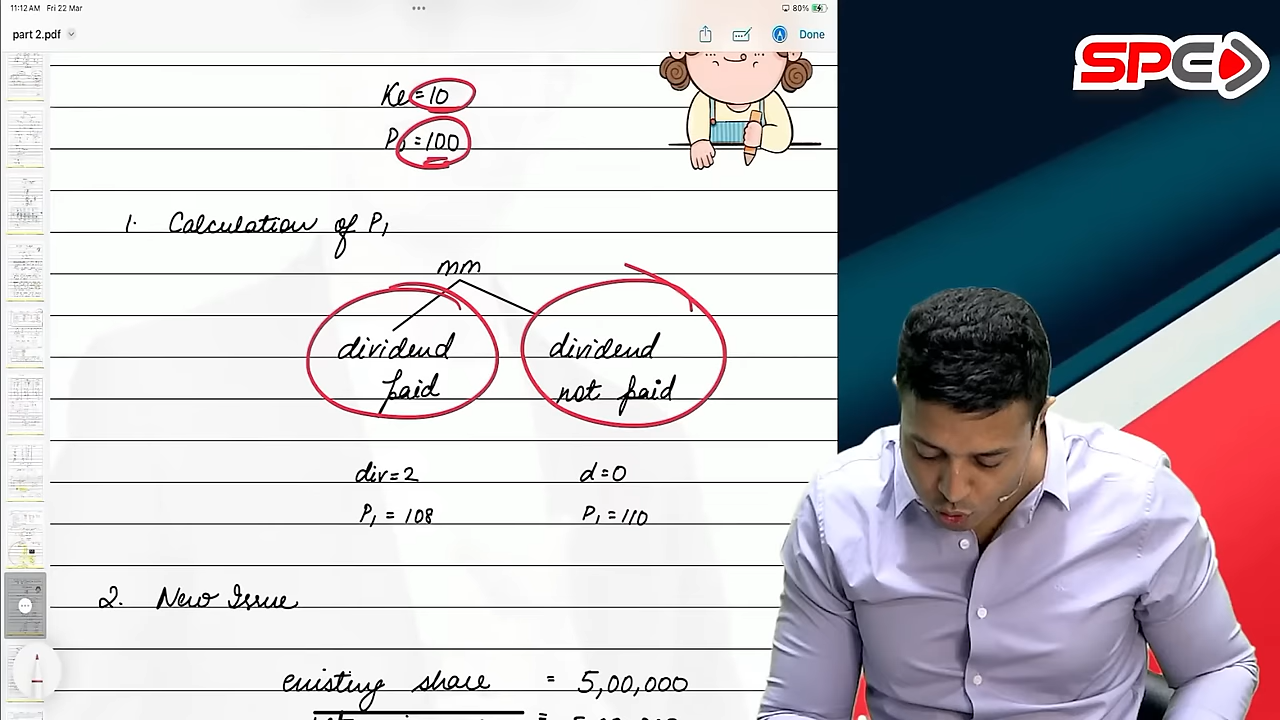 11:12 AM Fri 22 Mar
80%
part 2.pdf
Done
SPC
Ke = 10
P0 = 100
1. Calculation of P1
MM
dividend paid
dividend not paid
div = 2
d = 0
P1 = 108
P1 = 110
2. New Issue
existing share = 5,00,000